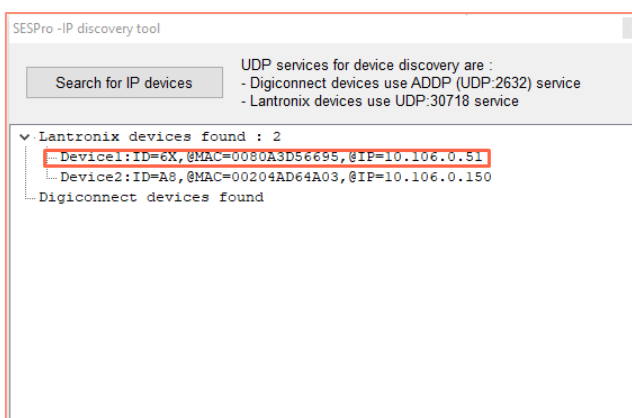 SESPro -IP discovery tool
Search for IP devices
UDP services for device discovery are :
- Digiconnect devices use ADDP (UDP:2632) service
- Lantronix devices use UDP:30718 service
Lantronix devices found : 2
Device1:ID=6X,@MAC=0080A3D56695,@IP=10.106.0.51
Device2:ID=A8,@MAC=00204AD64A03,@IP=10.106.0.150
Digiconnect devices found